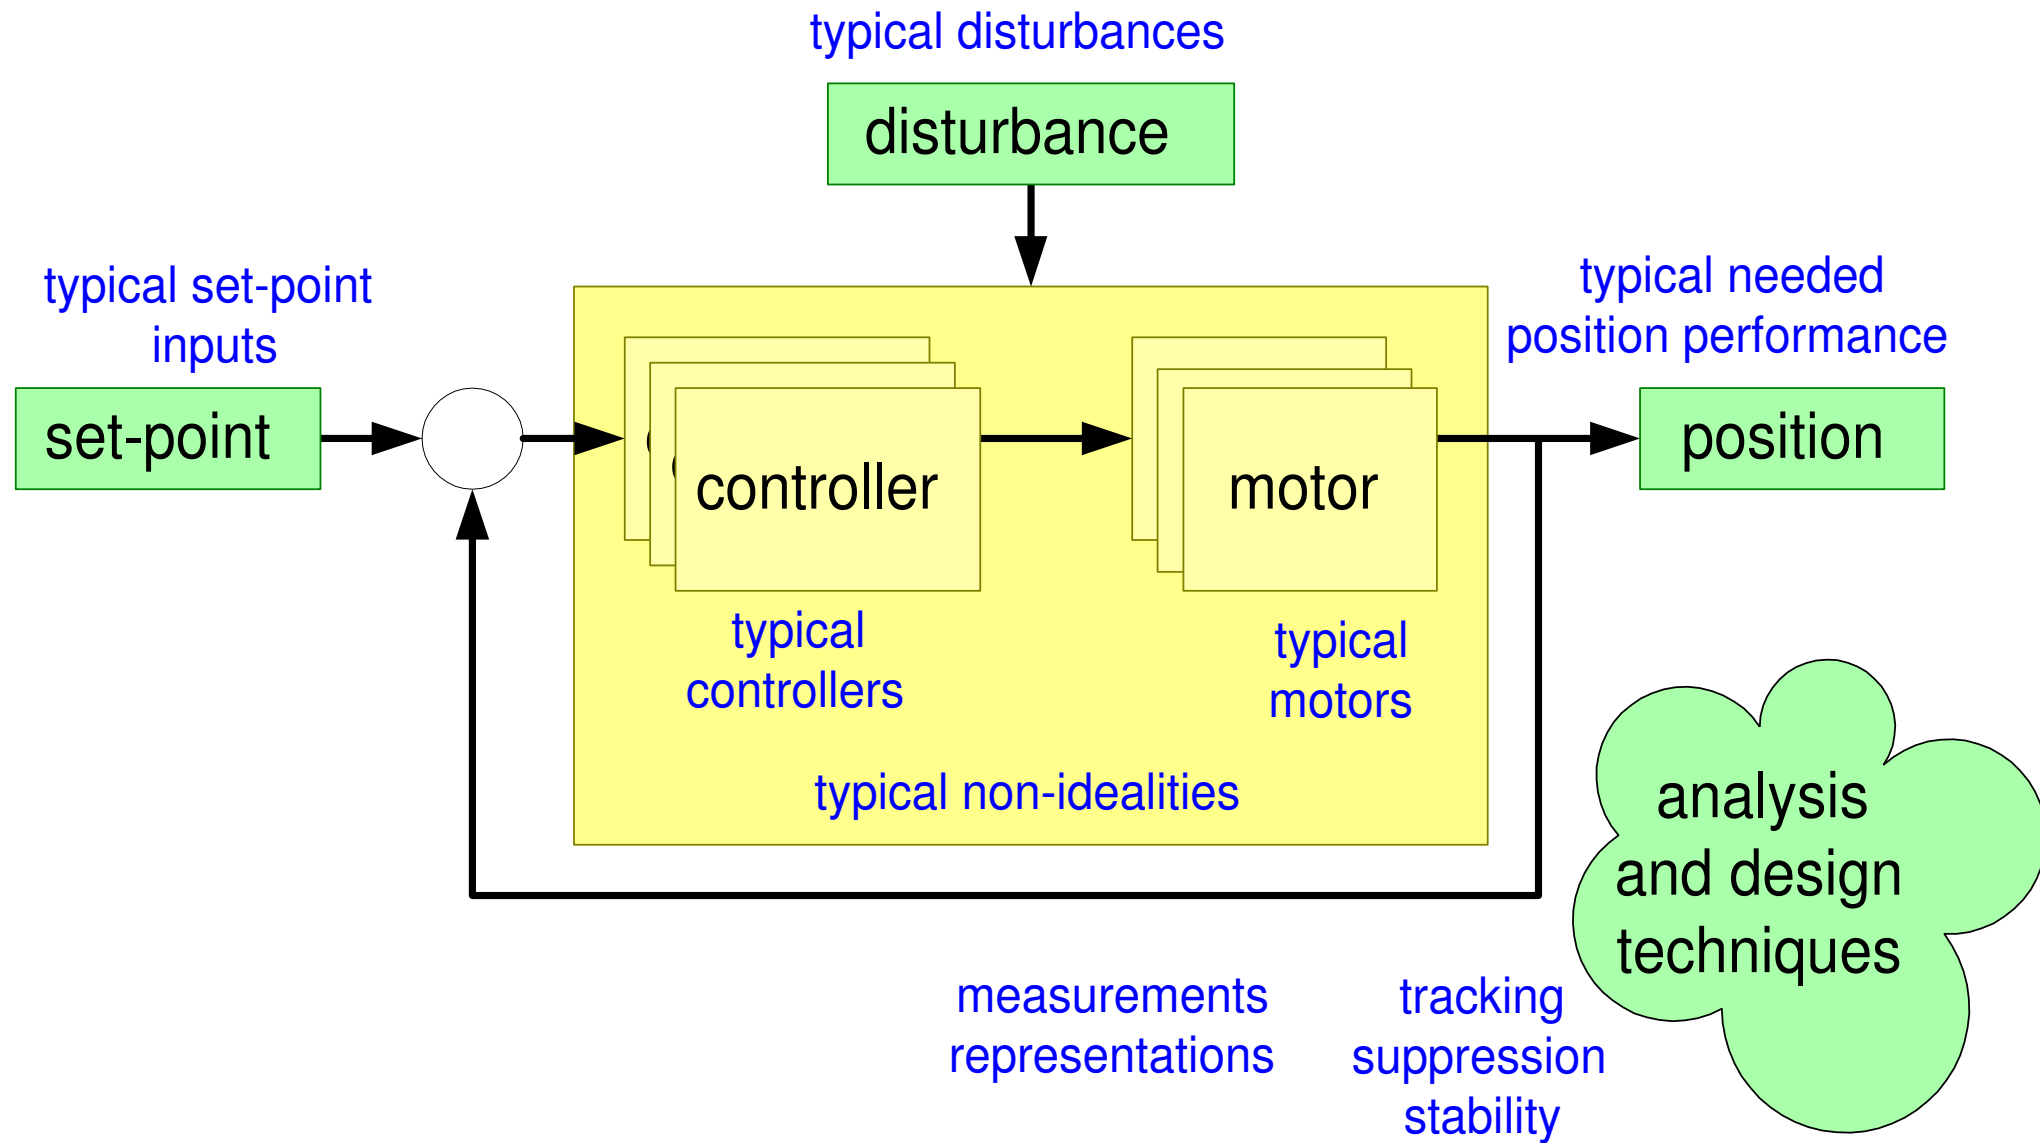 typical disturbances
disturbance
typical set-point
inputs
set-point
typical needed
position performance
position
controller
motor
typical
controllers
typical
motors
typical non-idealities
analysis
and design
techniques
measurements
representations
tracking
suppression
stability